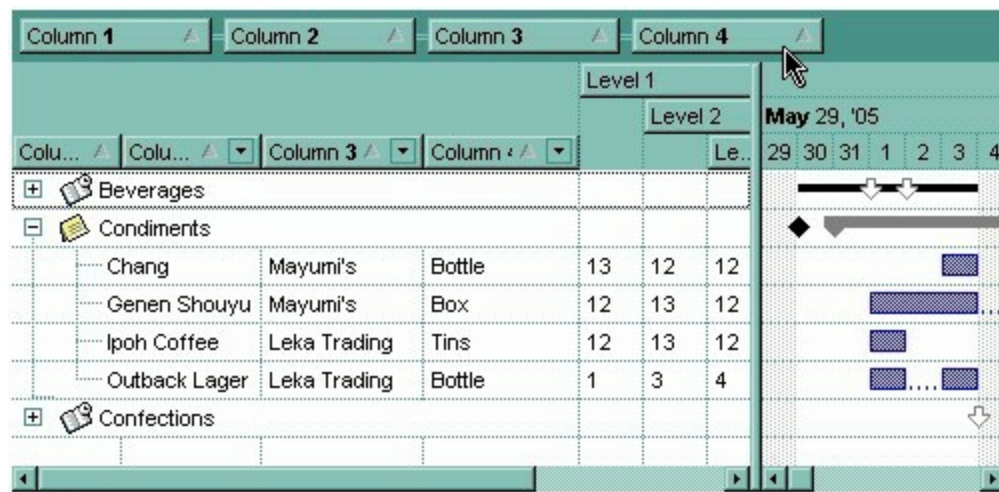 Column 1 Column 2 Column 3 Column 4
Level 1
Level 2 May 29, '05
Colu... Colu... Column 3 Column Le.. 29 30 31 1 2 3 4
Beverages
Condiments
Chang Mayumi's Bottle 13 12 12
Genen Shouyu Mayumi's Box 12 13 12
Ipoh Coffee Leka Trading Tins 12 13 12
Outback Lager Leka Trading Bottle 1 3 4
Confections